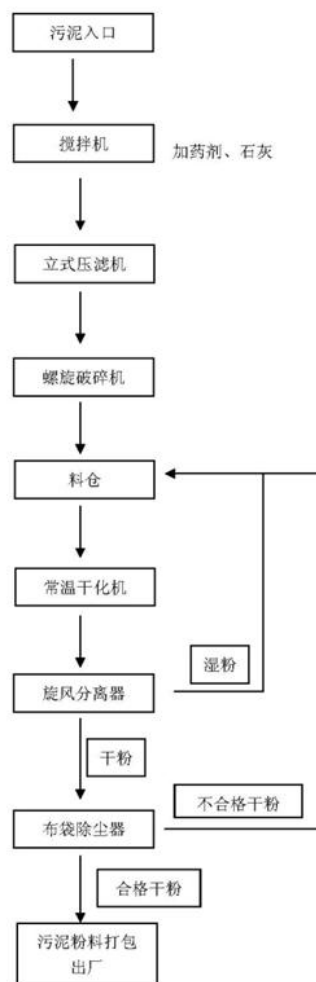 污泥入口
搅拌机
加药剂、石灰
立式压滤机
螺旋破碎机
料仓
常温干化机
湿粉
旋风分离器
干粉
不合格干粉
布袋除尘器
合格干粉
污泥粉料打包
出厂